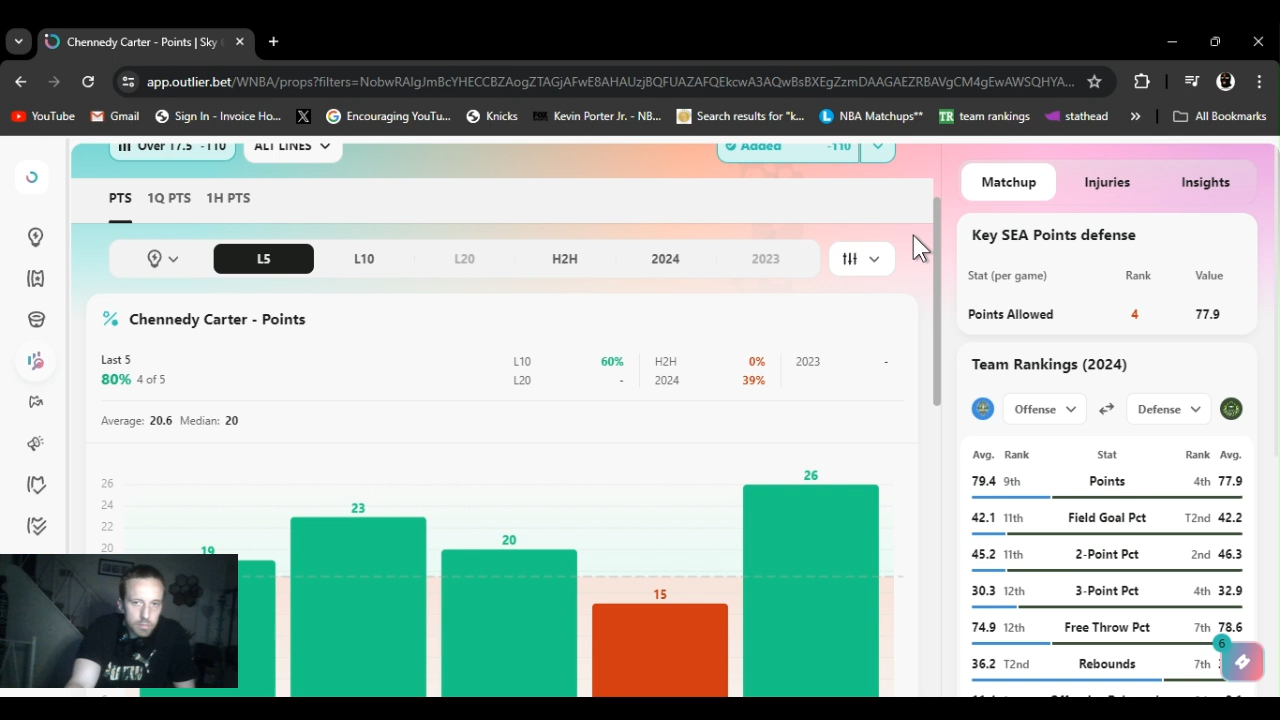 Chennedy Carter - Points | Sky
app.outlier.bet/WNBA/props?filters=NobwRAlgJmBcYHECCBZAogZTAGjAFwE8AHAUzjBQFUAZAFQEkcwA3AQwBsBXEgZzmDAAGAEZRBAVgCM4gEwAWSQHYA...
YouTube
Gmail
Sign In - Invoice Ho...
Encouraging YouTu...
Knicks
Kevin Porter Jr. - NB...
Search results for "k...
NBA Matchups**
TR team rankings
stathead
»
All Bookmarks
Over 17.5 -110
ALT LINES
Added -110
PTS 1Q PTS 1H PTS
L5 L10 L20 H2H 2024 2023
Chennedy Carter - Points
Last 5
80% 4 of 5
L10 60% H2H 0% 2023 -
L20 - 2024 39%
Average: 20.6 Median: 20
26
24
22
20
19
23
20
15
26
Matchup Injuries Insights
Key SEA Points defense
Stat (per game) Rank Value
Points Allowed 4 77.9
Team Rankings (2024)
Offense Defense
Avg. Rank Stat Rank Avg.
79.4 9th Points 4th 77.9
42.1 11th Field Goal Pct T2nd 42.2
45.2 11th 2-Point Pct 2nd 46.3
30.3 12th 3-Point Pct 4th 32.9
74.9 12th Free Throw Pct 7th 78.6
36.2 T2nd Rebounds 7th
6